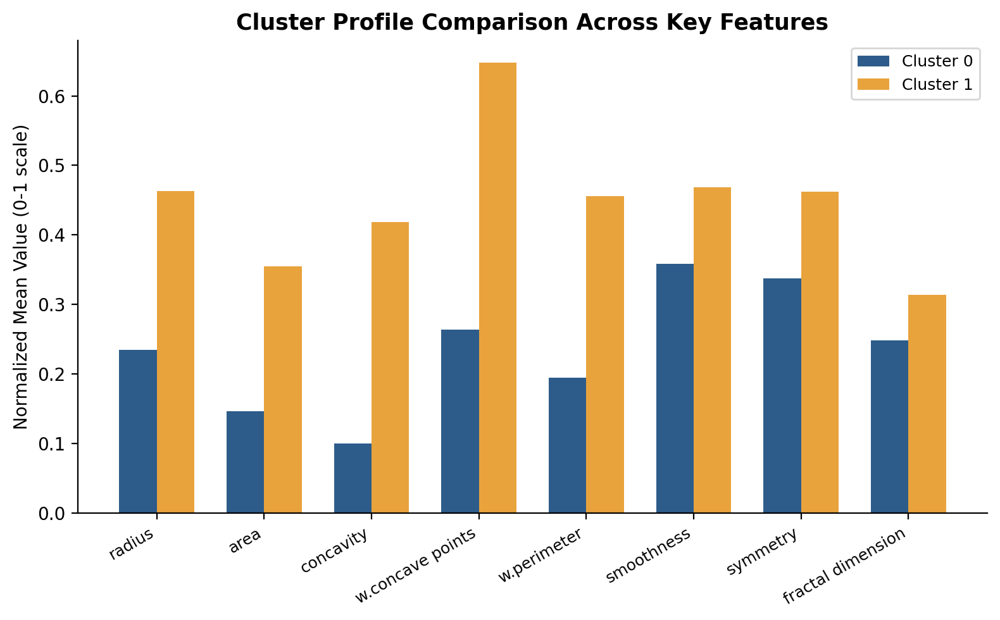 Cluster Profile Comparison Across Key Features
Cluster 0
Cluster 1
Normalized Mean Value (0-1 scale)
0.6
0.5
0.4
0.3
0.2
0.1
0.0
radius
area
concavity
w.concave points
w.perimeter
smoothness
symmetry
fractal dimension